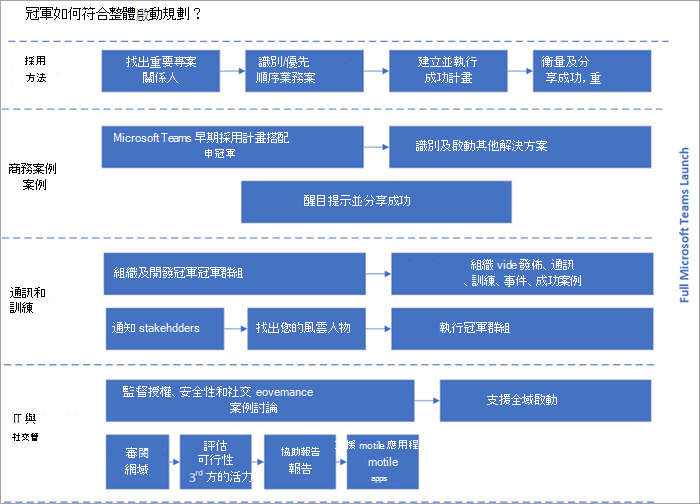 冠軍如何符合整體啟動規劃？
採用
方法
找出重要專案
關係人
識別/優先
順序業務案
建立並執行
成功計畫
衡量及分
享成功，重
商務案例
案例
Microsoft Teams 早期採用計畫搭配
申冠軍
識別及啟動其他解決方案
醒目提示並分享成功
通訊和
訓練
組織及開發冠軍冠軍群組
組織 vide 發佈、通訊
、訓練、事件、成功案例
通知 stakehdders
找出您的風雲人物
執行冠軍群組
IT 與
社交管
監督授權、安全性和社交 eovernance
案例討論
支援全域啟動
審閱
網域
評估
可行性
3rd 方的活力
協助報告
報告
援 motile 應用程
motile
apps
Full Microsoft Teams Launch